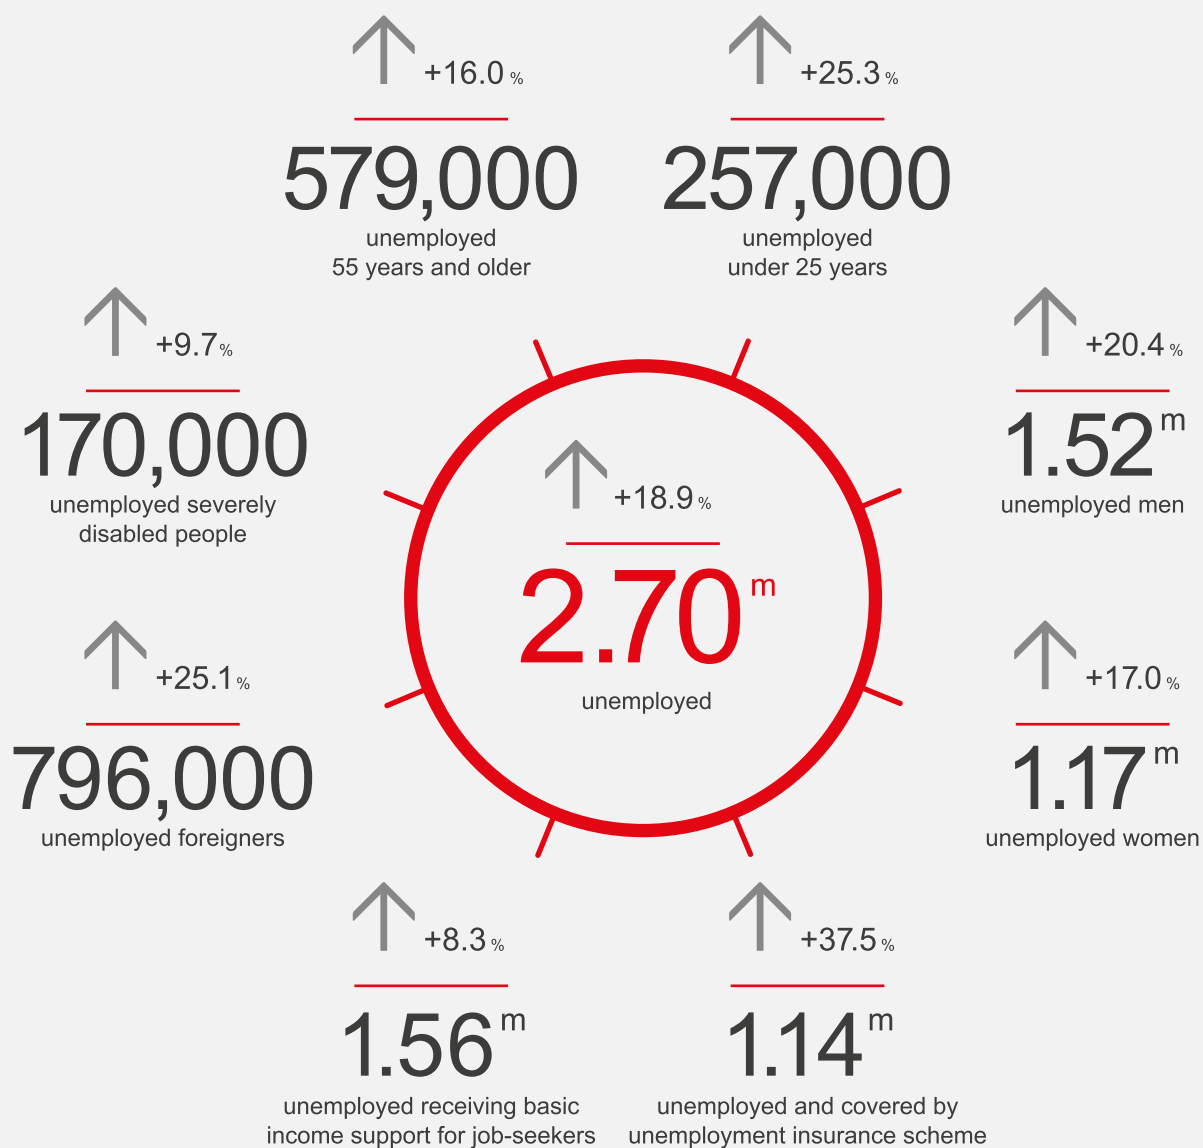 +16.0 %
579,000
unemployed
55 years and older
+25.3 %
257,000
unemployed
under 25 years
+9.7 %
170,000
unemployed severely
disabled people
+20.4 %
1.52 m
unemployed men
+18.9 %
2.70 m
unemployed
+25.1 %
796,000
unemployed foreigners
+17.0 %
1.17 m
unemployed women
+8.3 %
1.56 m
unemployed receiving basic
income support for job-seekers
+37.5 %
1.14 m
unemployed and covered by
unemployment insurance scheme